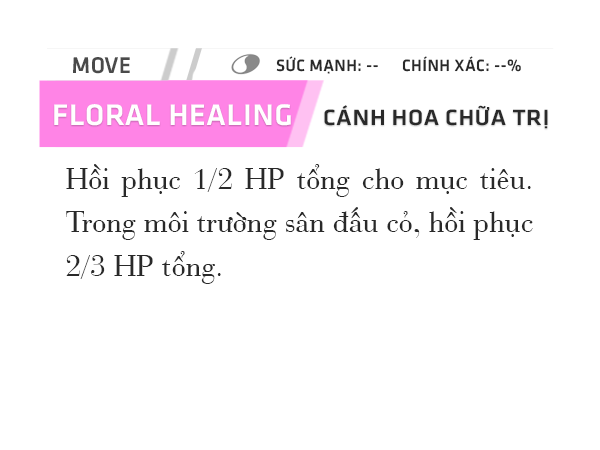 MOVE SỨC MẠNH: -- CHÍNH XÁC: --%
FLORAL HEALING CÁNH HOA CHỮA TRỊ
Hồi phục 1/2 HP tổng cho mục tiêu.
Trong môi trường sân đấu cỏ, hồi phục
2/3 HP tổng.